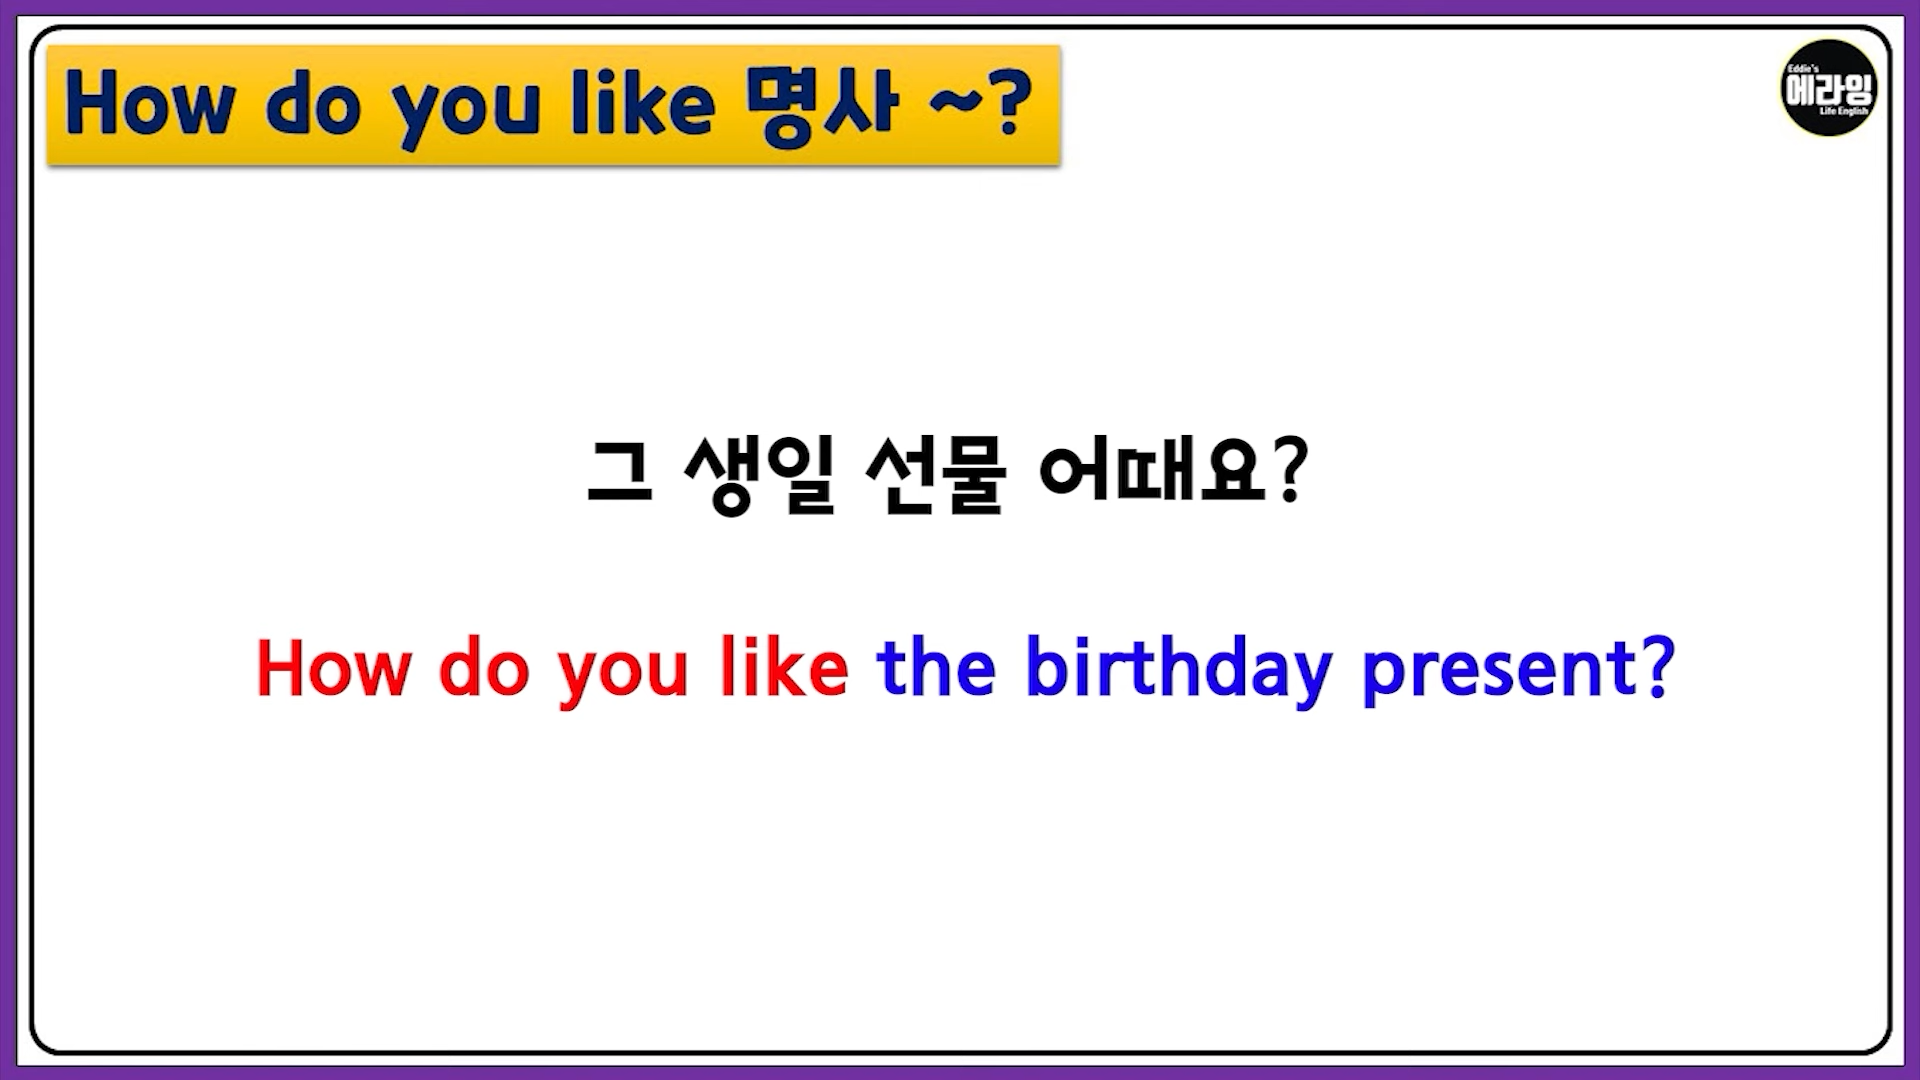 How do you like 명사 ~?
Eddie's
에라잉
Life English
그 생일 선물 어때요?
How do you like the birthday present?